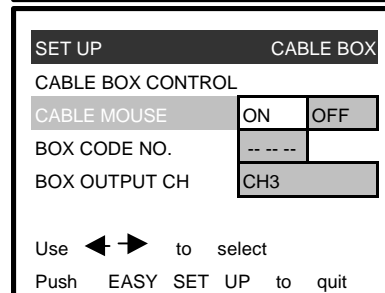 SET UP CABLE BOX
CABLE BOX CONTROL
CABLE MOUSE ON OFF
BOX CODE NO. -- -- --
BOX OUTPUT CH CH3
Use to select
Push EASY SET UP to quit